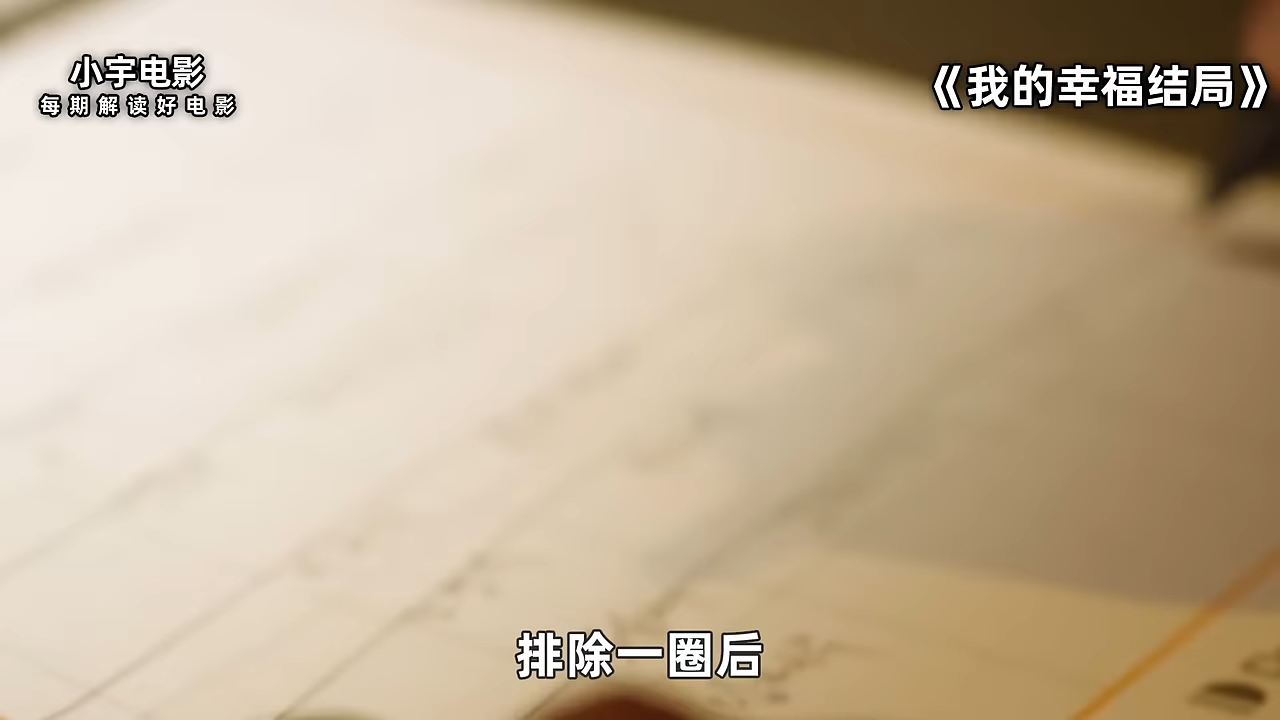 小宇电影
每期解读好电影
《我的幸福结局》
排除一圈后